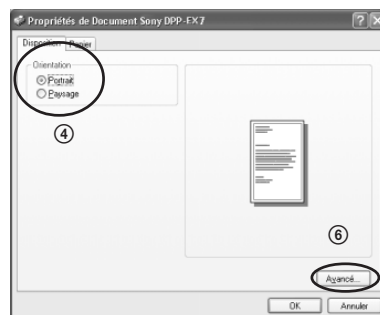 Propriétés de Document Sony DPP-EX7
Disposition Papier
Orientation
Portrait
Paysage
④
⑥
Avancé...
OK Annuler